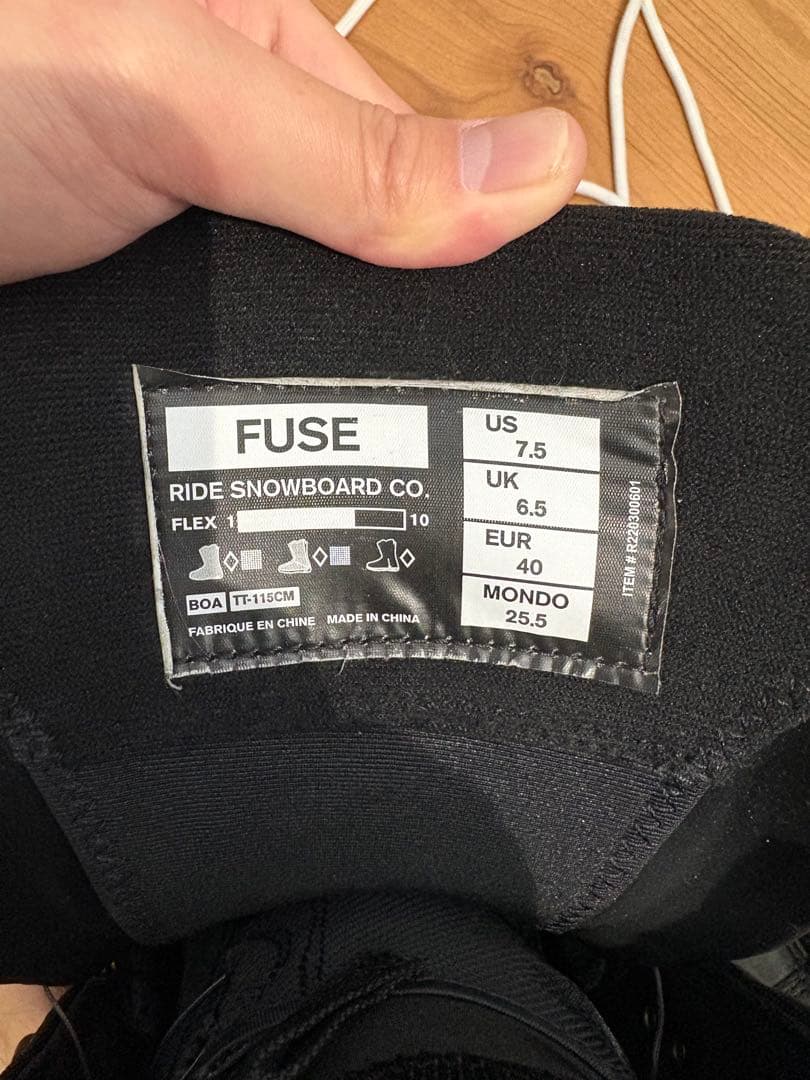 FUSE
RIDE SNOWBOARD CO.
FLEX 1 10
BOA TT-115CM
FABRIQUE EN CHINE MADE IN CHINA
US
7.5
UK
6.5
EUR
40
MONDO
25.5
ITEM # R220300601